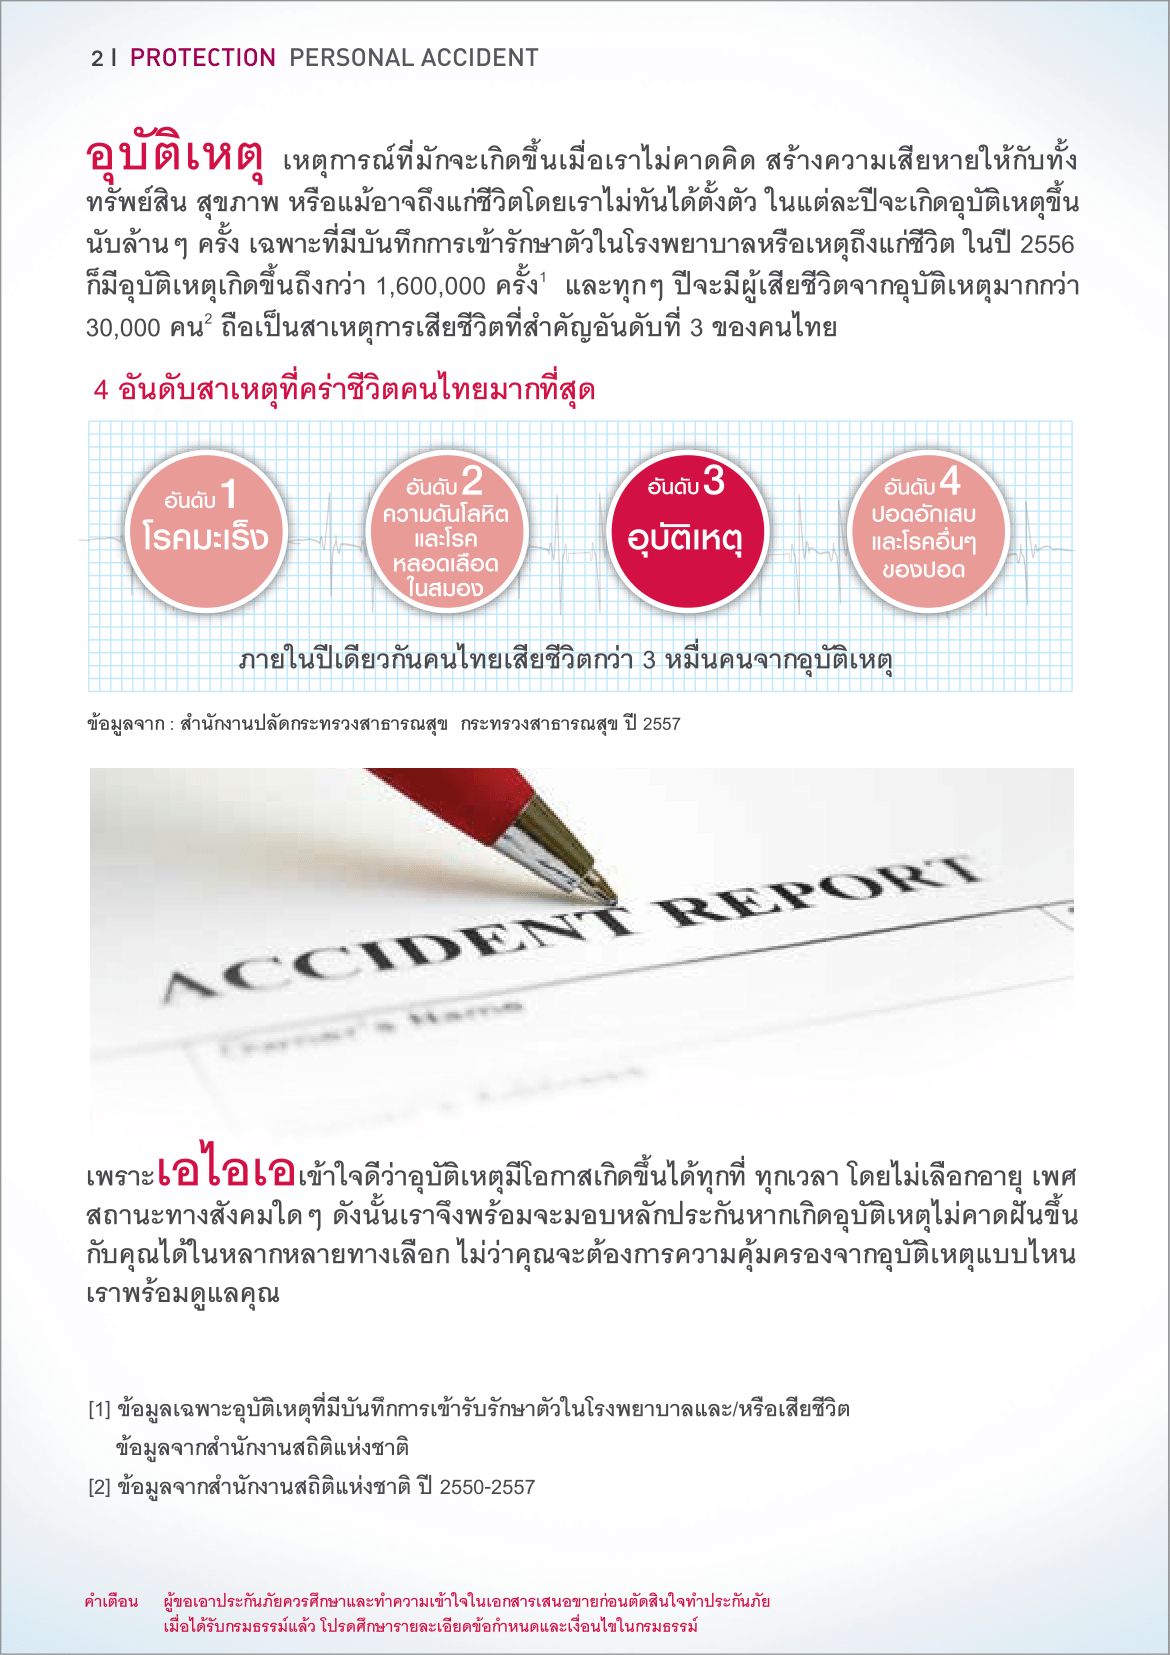 2 | PROTECTION PERSONAL ACCIDENT
อุบัติเหตุ เหตุการณ์ที่มักจะเกิดขึ้นเมื่อเราไม่คาดคิด สร้างความเสียหายให้กับทั้ง
ทรัพย์สิน สุขภาพ หรือแม้อาจถึงแก่ชีวิตโดยเราไม่ทันได้ตั้งตัว ในแต่ละปีจะเกิดอุบัติเหตุขึ้น
นับล้านๆ ครั้ง เฉพาะที่มีบันทึกการเข้ารักษาตัวในโรงพยาบาลหรือเหตุถึงแก่ชีวิต ในปี 2556
ก็มีอุบัติเหตุเกิดขึ้นถึงกว่า 1,600,000 ครั้ง1 และทุกๆ ปีจะมีผู้เสียชีวิตจากอุบัติเหตุมากกว่า
30,000 คน2 ถือเป็นสาเหตุการเสียชีวิตที่สำคัญอันดับที่ 3 ของคนไทย
4 อันดับสาเหตุที่คร่าชีวิตคนไทยมากที่สุด
อันดับ 1
โรคมะเร็ง
อันดับ 2
ความดันโลหิต
และโรค
หลอดเลือด
ในสมอง
อันดับ 3
อุบัติเหตุ
อันดับ 4
ปอดอักเสบ
และโรคอื่นๆ
ของปอด
ภายในปีเดียวกันคนไทยเสียชีวิตกว่า 3 หมื่นคนจากอุบัติเหตุ
ข้อมูลจาก : สำนักงานปลัดกระทรวงสาธารณสุข กระทรวงสาธารณสุข ปี 2557
ACCIDENT REPORT
Owner's Name
เพราะเอไอเอเข้าใจดีว่าอุบัติเหตุมีโอกาสเกิดขึ้นได้ทุกที่ ทุกเวลา โดยไม่เลือกอายุ เพศ
สถานะทางสังคมใดๆ ดังนั้นเราจึงพร้อมจะมอบหลักประกันหากเกิดอุบัติเหตุไม่คาดฝันขึ้น
กับคุณได้ในหลากหลายทางเลือก ไม่ว่าคุณจะต้องการความคุ้มครองจากอุบัติเหตุแบบไหน
เราพร้อมดูแลคุณ
[1] ข้อมูลเฉพาะอุบัติเหตุที่มีบันทึกการเข้ารับรักษาตัวในโรงพยาบาลและ/หรือเสียชีวิต
ข้อมูลจากสำนักงานสถิติแห่งชาติ
[2] ข้อมูลจากสำนักงานสถิติแห่งชาติ ปี 2550-2557
คำเตือน ผู้ขอเอาประกันภัยควรศึกษาและทำความเข้าใจในเอกสารเสนอขายก่อนตัดสินใจทำประกันภัย
เมื่อได้รับกรมธรรม์แล้ว โปรดศึกษารายละเอียดข้อกำหนดและเงื่อนไขในกรมธรรม์